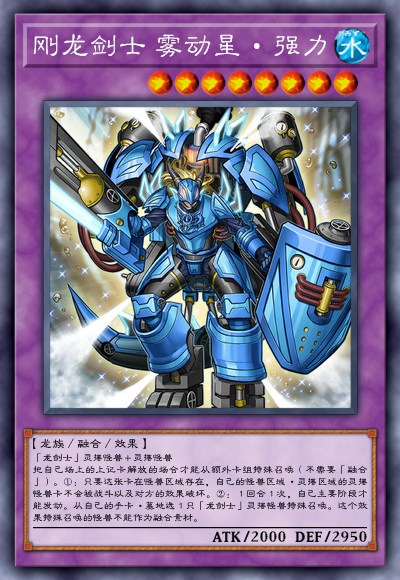 刚龙剑士 雾动星·强力
水
【龙族/融合/效果】
「龙剑士」灵摆怪兽+灵摆怪兽
把自己场上的上记卡解放的场合才能从额外卡组特殊召唤（不需要「融合
」）。①：只要这张卡在怪兽区域存在，自己的怪兽区域·灵摆区域的灵摆
怪兽卡不会被战斗以及对方的效果破坏。②：1回合1次，自己主要阶段才
能发动。从自己的手卡·墓地选1只「龙剑士」灵摆怪兽特殊召唤。这个效
果特殊召唤的怪兽不能作为融合素材。
ATK/2000 DEF/2950